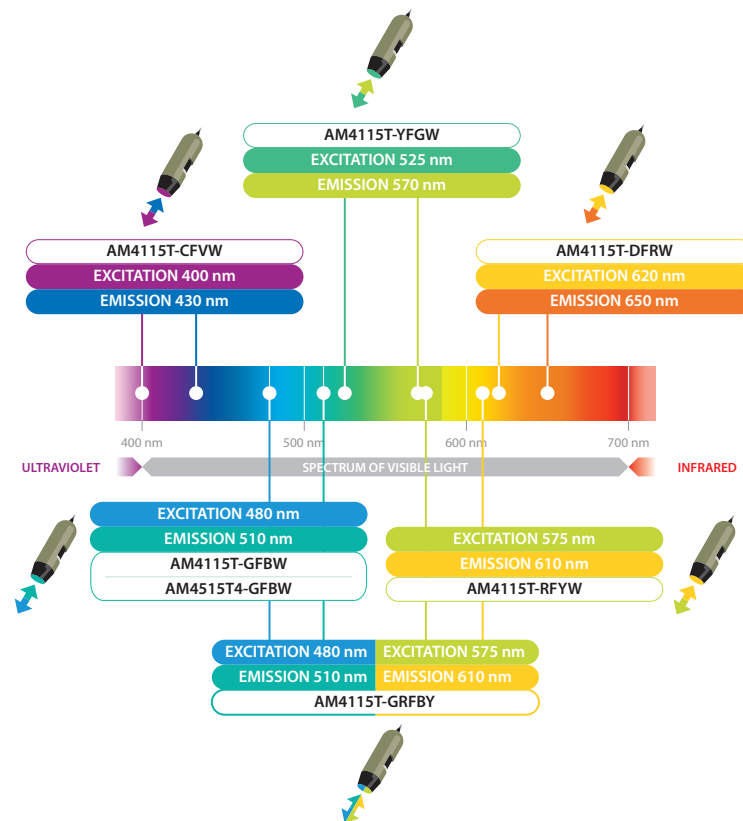 AM4115T-YFGW
EXCITATION 525 nm
EMISSION 570 nm
AM4115T-CFVW
EXCITATION 400 nm
EMISSION 430 nm
AM4115T-DFRW
EXCITATION 620 nm
EMISSION 650 nm
400 nm
500 nm
600 nm
700 nm
ULTRAVIOLET
SPECTRUM OF VISIBLE LIGHT
INFRARED
EXCITATION 480 nm
EMISSION 510 nm
AM4115T-GFBW
AM4515T4-GFBW
EXCITATION 575 nm
EMISSION 610 nm
AM4115T-RFYW
EXCITATION 480 nm
EXCITATION 575 nm
EMISSION 510 nm
EMISSION 610 nm
AM4115T-GRFBY